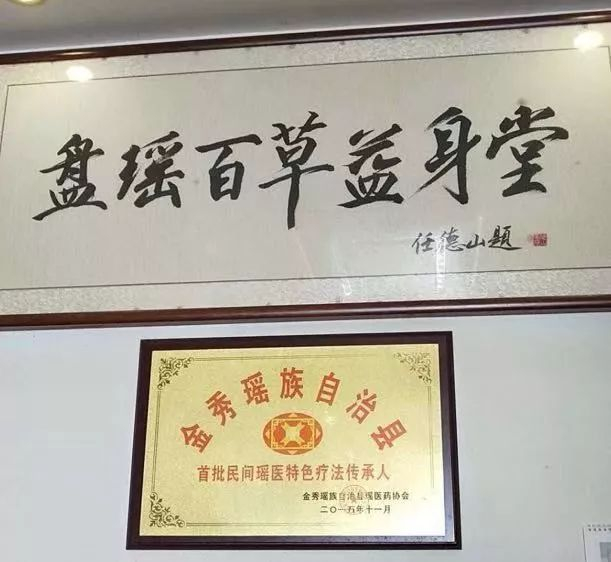 盘瑶百草益身堂
任德山题
金秀瑶族自治县
首批民间瑶医特色疗法传承人
金秀瑶族自治县瑶医药协会
二〇一五年十一月